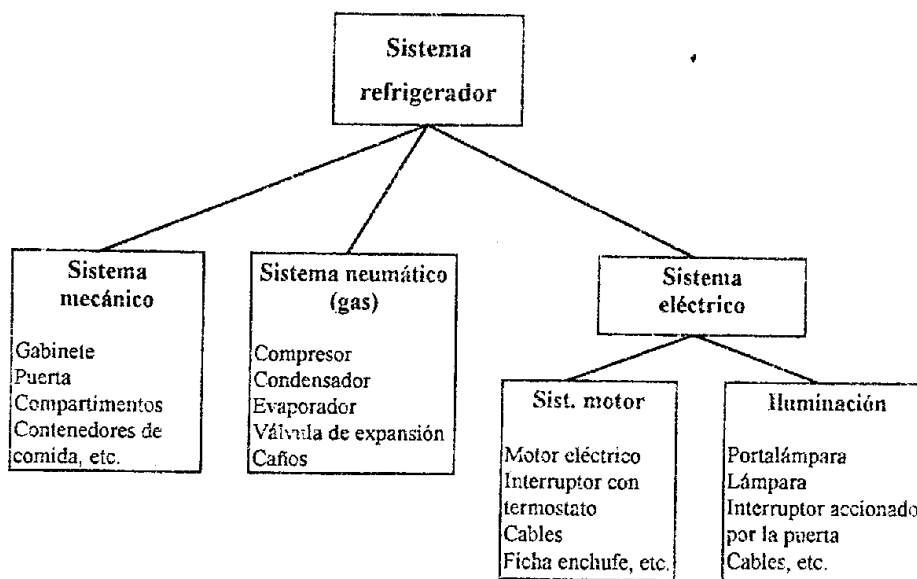 Sistema
refrigerador
Sistema
mecánico
Gabinete
Puerta
Compartimentos
Contenedores de
comida, etc.
Sistema neumático
(gas)
Compresor
Condensador
Evaporador
Válvula de expansión
Caños
Sistema
eléctrico
Sist. motor
Motor eléctrico
Interruptor con
termostato
Cables
Ficha enchufe, etc.
Iluminación
Portalámpara
Lámpara
Interruptor accionado
por la puerta
Cables, etc.